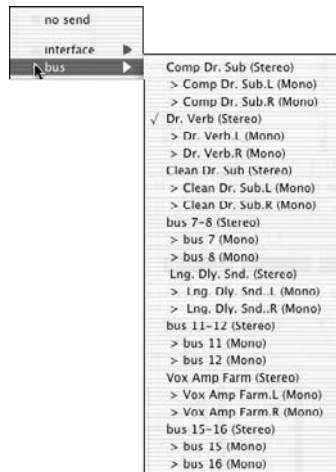 no send
interface
bus
Comp Dr. Sub (Stereo)
> Comp Dr. Sub.L (Mono)
> Comp Dr. Sub.R (Mono)
√ Dr. Verb (Stereo)
> Dr. Verb.L (Mono)
> Dr. Verb.R (Mono)
Clean Dr. Sub (Stereo)
> Clean Dr. Sub.L (Mono)
> Clean Dr. Sub.R (Mono)
bus 7-8 (Stereo)
> bus 7 (Mono)
> bus 8 (Mono)
Lng. Dly. Snd. (Stereo)
> Lng. Dly. Snd..L (Mono)
> Lng. Dly. Snd..R (Mono)
bus 11-12 (Stereo)
> bus 11 (Mono)
> bus 12 (Mono)
Vox Amp Farm (Stereo)
> Vox Amp Farm.L (Mono)
> Vox Amp Farm.R (Mono)
bus 15-16 (Stereo)
> bus 15 (Mono)
> bus 16 (Mono)